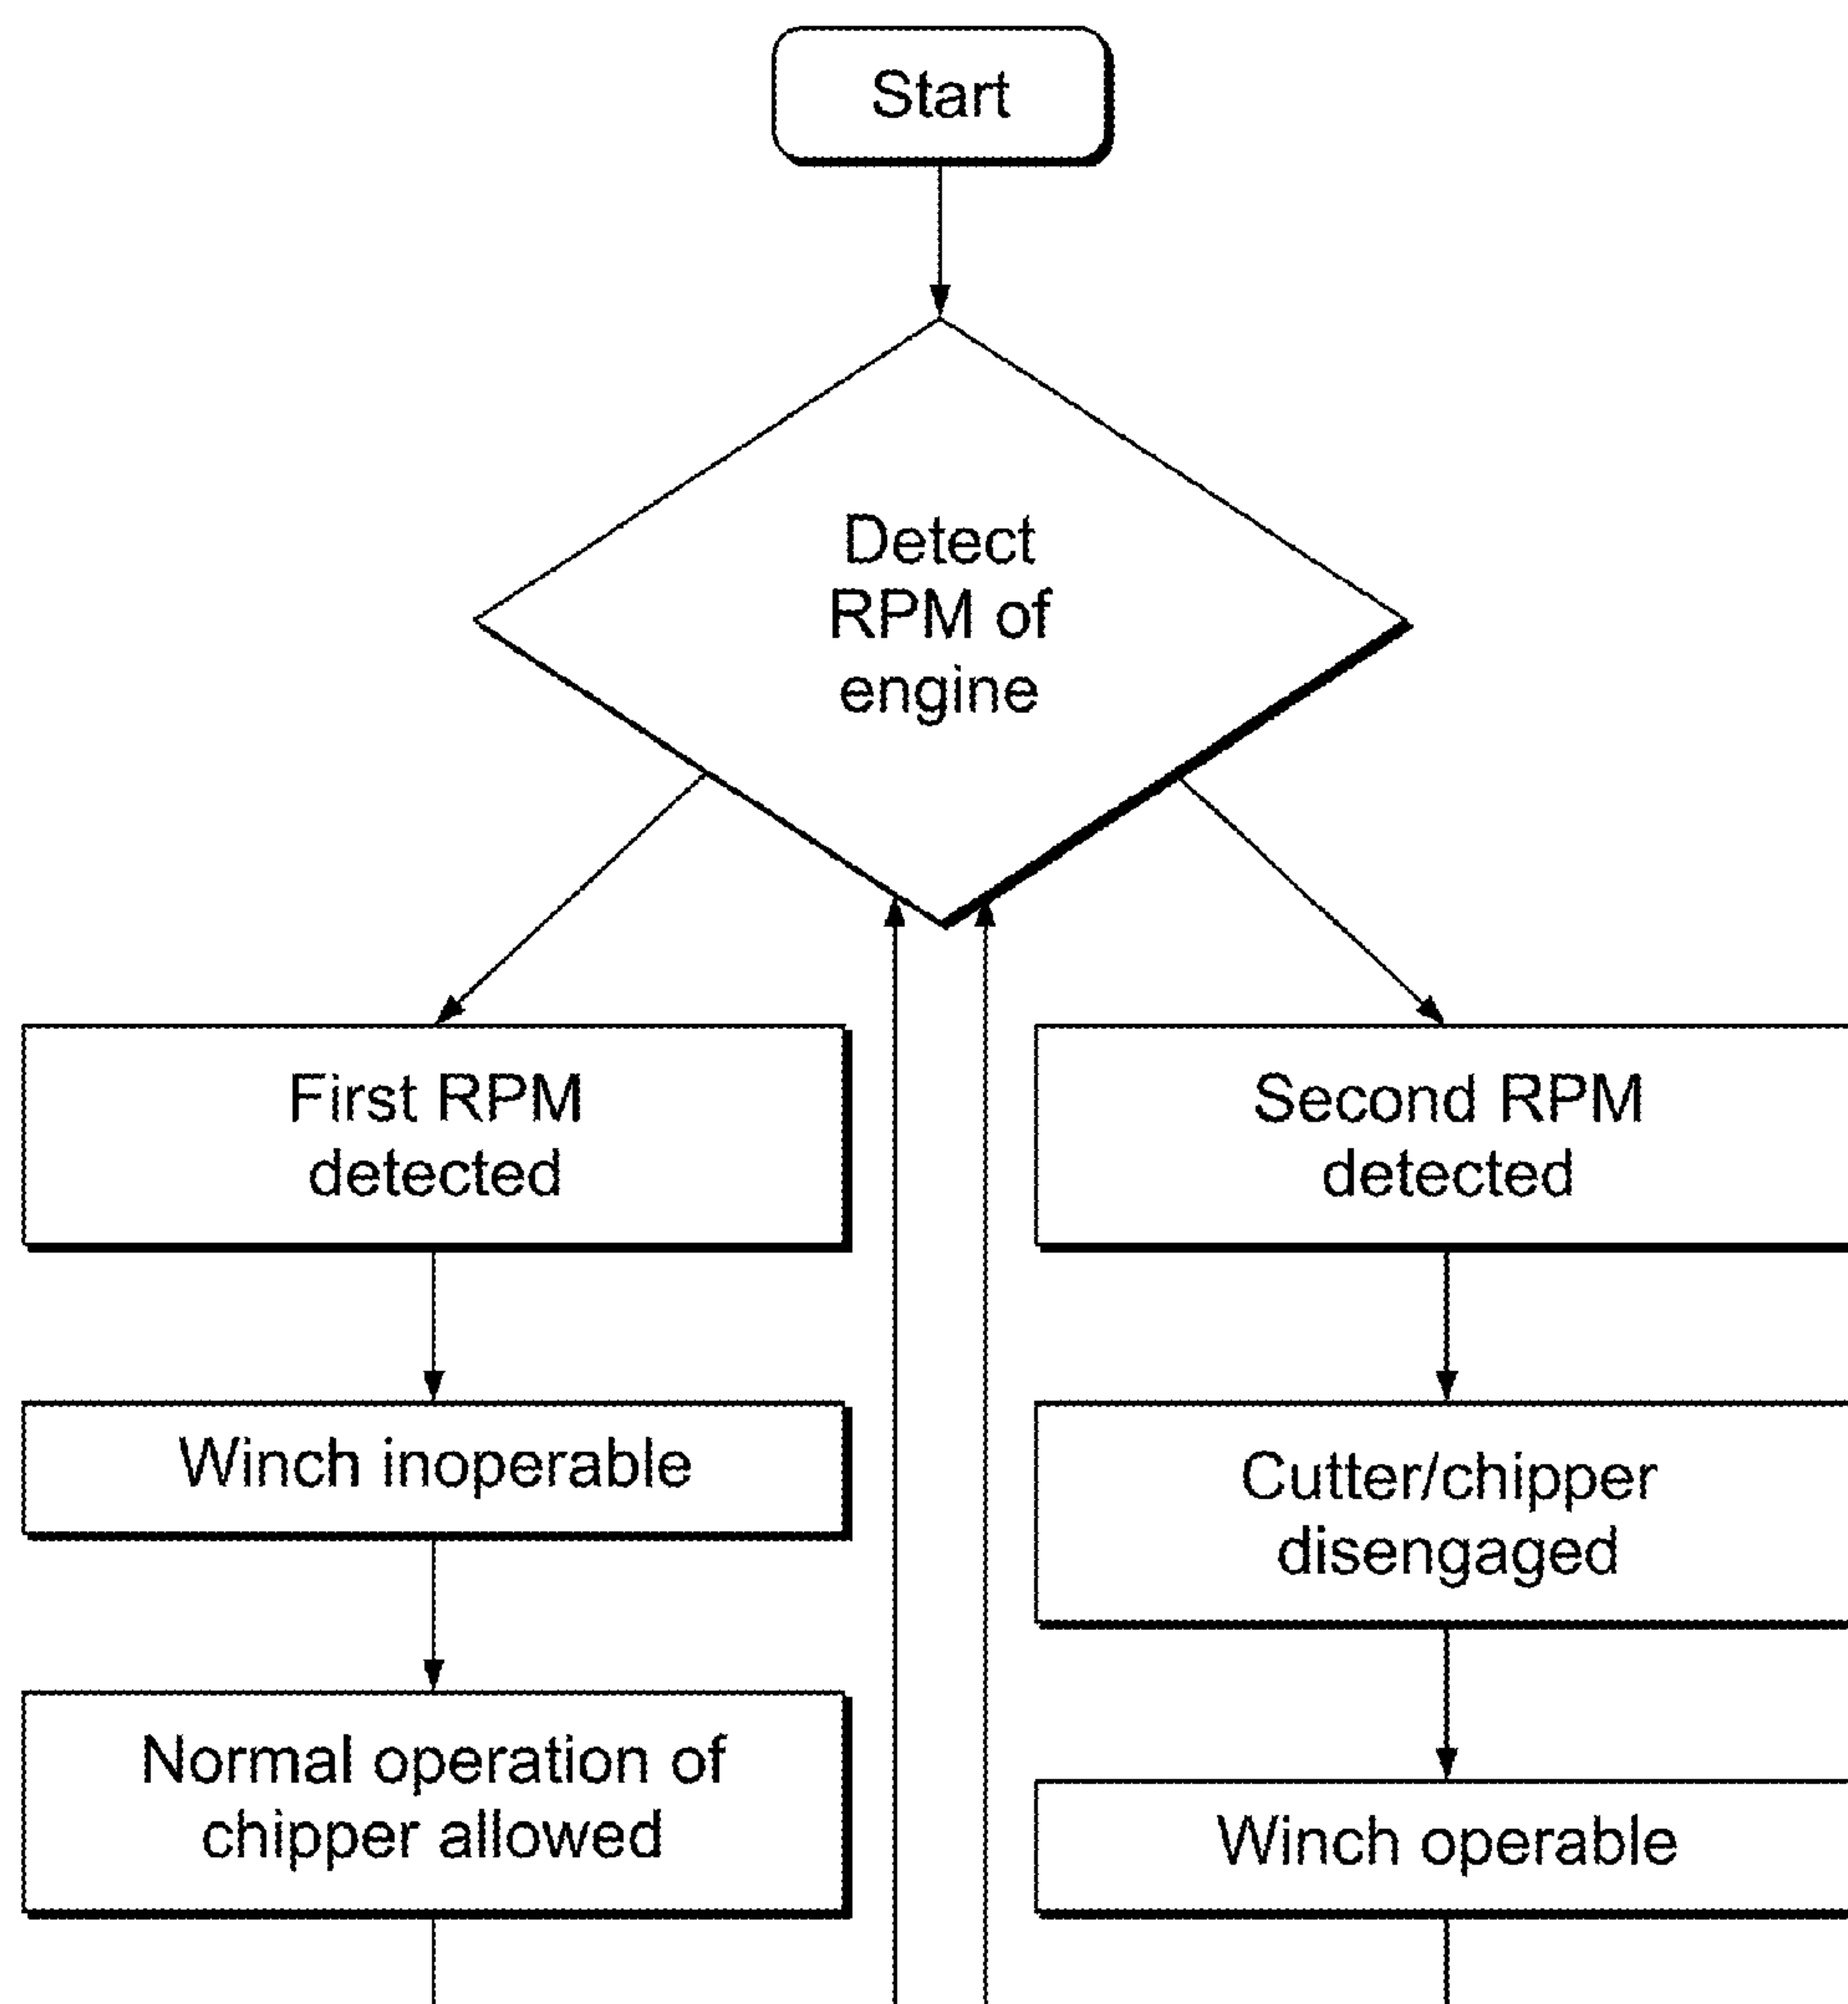 Start
Detect
RPM of
engine
First RPM
detected
Second RPM
detected
Winch inoperable
Cutter/chipper
disengaged
Normal operation of
chipper allowed
Winch operable